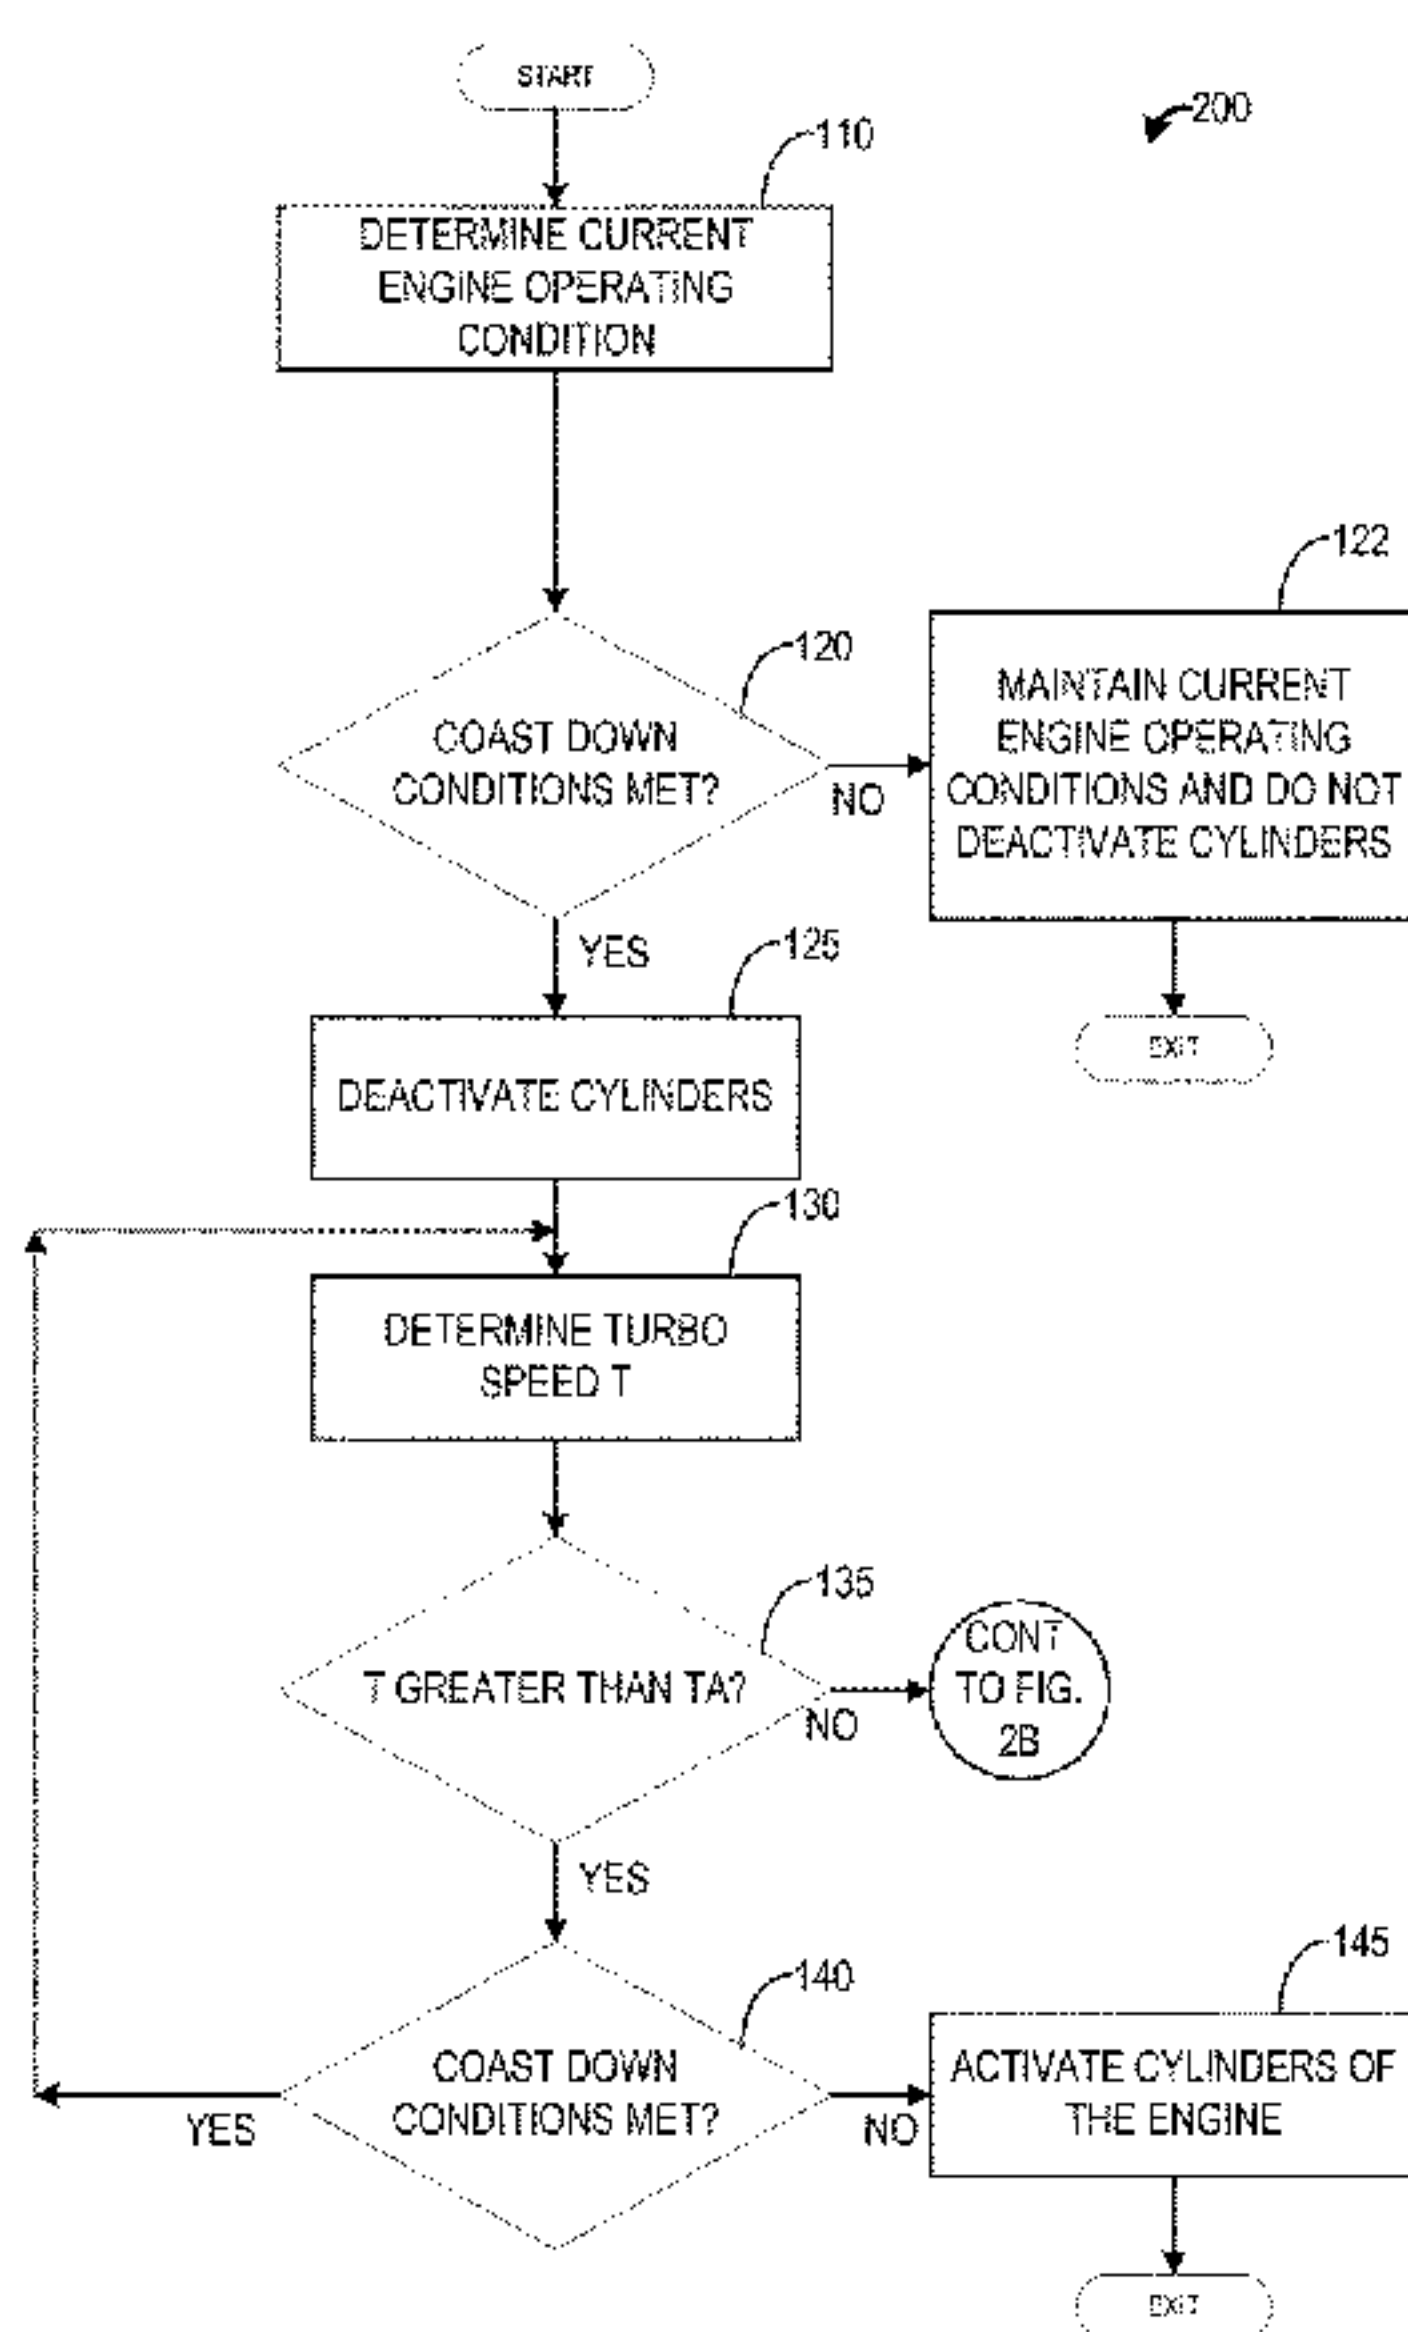 START
200
110
DETERMINE CURRENT
ENGINE OPERATING
CONDITION
122
120
COAST DOWN
CONDITIONS MET?
NO
MAINTAIN CURRENT
ENGINE OPERATING
CONDITIONS AND DO NOT
DEACTIVATE CYLINDERS
YES
125
EXIT
DEACTIVATE CYLINDERS
130
DETERMINE TURBO
SPEED T
135
T GREATER THAN TA?
NO
CONT
TO FIG.
2B
YES
140
145
COAST DOWN
CONDITIONS MET?
YES
NO
ACTIVATE CYLINDERS OF
THE ENGINE
EXIT